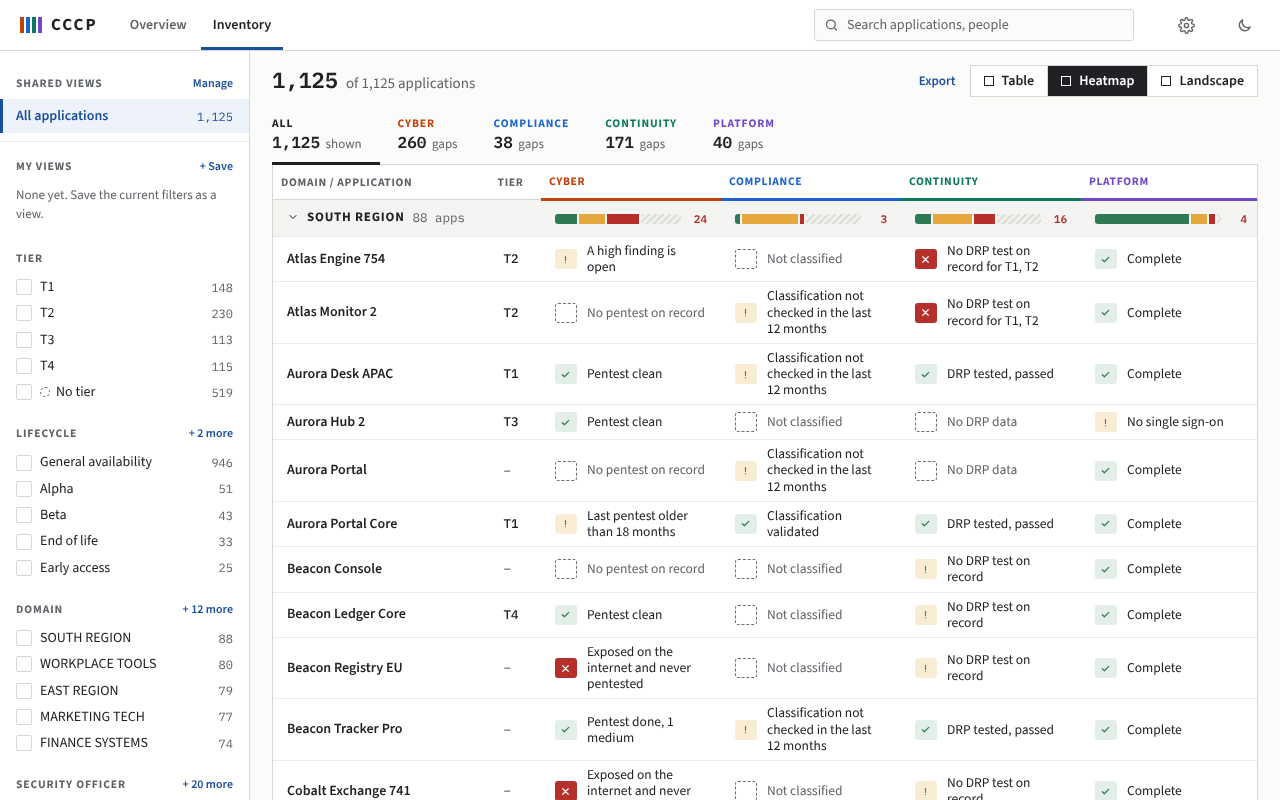 CCCP
Overview
Inventory
Search applications, people
SHARED VIEWS
Manage
All applications
1,125
MY VIEWS
+ Save
None yet. Save the current filters as a
view.
TIER
T1
148
T2
230
T3
113
T4
115
No tier
519
LIFECYCLE
+ 2 more
General availability
946
Alpha
51
Beta
43
End of life
33
Early access
25
DOMAIN
+ 12 more
SOUTH REGION
88
WORKPLACE TOOLS
80
EAST REGION
79
MARKETING TECH
77
FINANCE SYSTEMS
74
SECURITY OFFICER
+ 20 more
1,125 of 1,125 applications
Export
Table
Heatmap
Landscape
ALL
1,125 shown
CYBER
260 gaps
COMPLIANCE
38 gaps
CONTINUITY
171 gaps
PLATFORM
40 gaps
DOMAIN / APPLICATION
TIER
CYBER
COMPLIANCE
CONTINUITY
PLATFORM
SOUTH REGION 88 apps
24
3
16
4
Atlas Engine 754
T2
A high finding is
open
Not classified
No DRP test on
record for T1, T2
Complete
Atlas Monitor 2
T2
No pentest on record
Classification not
checked in the last
12 months
No DRP test on
record for T1, T2
Complete
Aurora Desk APAC
T1
Pentest clean
Classification not
checked in the last
12 months
DRP tested, passed
Complete
Aurora Hub 2
T3
Pentest clean
Not classified
No DRP data
No single sign-on
Aurora Portal
–
No pentest on record
Classification not
checked in the last
12 months
No DRP data
Complete
Aurora Portal Core
T1
Last pentest older
than 18 months
Classification
validated
DRP tested, passed
Complete
Beacon Console
–
No pentest on record
Not classified
No DRP test on
record
Complete
Beacon Ledger Core
T4
Pentest clean
Not classified
No DRP test on
record
Complete
Beacon Registry EU
–
Exposed on the
internet and never
pentested
Not classified
No DRP test on
record
Complete
Beacon Tracker Pro
–
Pentest done, 1
medium
Classification not
checked in the last
12 months
DRP tested, passed
Complete
Cobalt Exchange 741
–
Exposed on the
internet and never
Not classified
No DRP test on
record
Complete